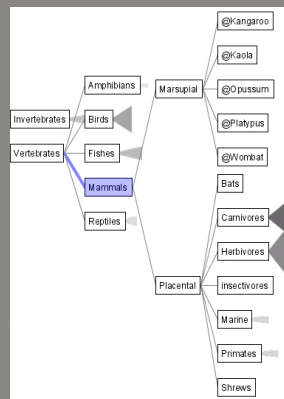 Invertebrates
Vertebrates
Amphibians
Birds
Fishes
Mammals
Reptiles
Marsupial
Placental
@Kangaroo
@Kaola
@Opussum
@Platypus
@Wombat
Bats
Carnivores
Herbivores
insectivores
Marine
Primates
Shrews